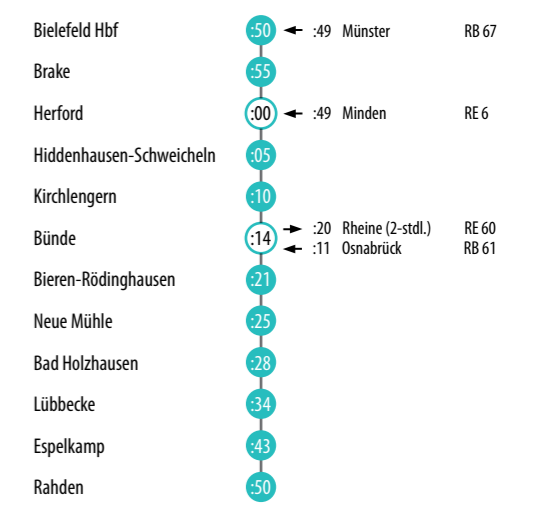 Bielefeld Hbf :50 :49 Münster RB 67
Brake :55
Herford :00 :49 Minden RE 6
Hiddenhausen-Schweicheln :05
Kirchlengern :10
:20 Rheine (2-stdl.) RE 60
Bünde :14
:11 Osnabrück RB 61
Bieren-Rödinghausen :21
Neue Mühle :25
Bad Holzhausen :28
Lübbecke :34
Espelkamp :43
Rahden :50